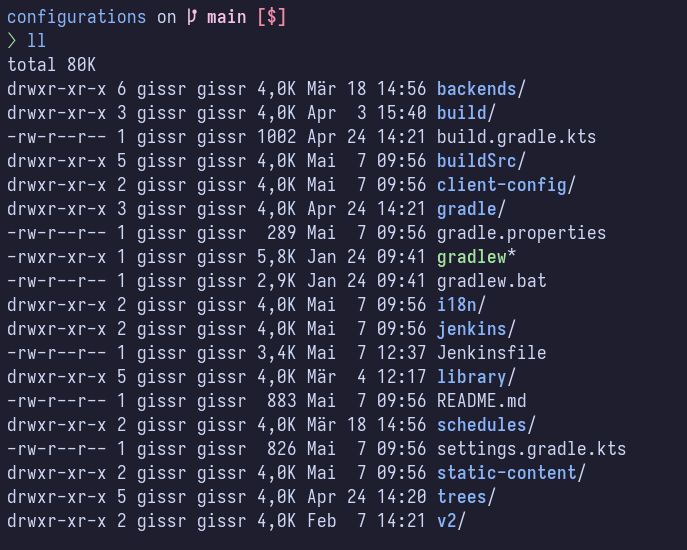 configurations on main [$]
❯ ll
total 80K
drwxr-xr-x 6 gissr gissr 4,0K Mär 18 14:56 backends/
drwxr-xr-x 3 gissr gissr 4,0K Apr  3 15:40 build/
-rw-r--r-- 1 gissr gissr 1002 Apr 24 14:21 build.gradle.kts
drwxr-xr-x 5 gissr gissr 4,0K Mai  7 09:56 buildSrc/
drwxr-xr-x 2 gissr gissr 4,0K Mai  7 09:56 client-config/
drwxr-xr-x 3 gissr gissr 4,0K Apr 24 14:21 gradle/
-rw-r--r-- 1 gissr gissr  289 Mai  7 09:56 gradle.properties
-rwxr-xr-x 1 gissr gissr 5,8K Jan 24 09:41 gradlew*
-rw-r--r-- 1 gissr gissr 2,9K Jan 24 09:41 gradlew.bat
drwxr-xr-x 2 gissr gissr 4,0K Mai  7 09:56 i18n/
drwxr-xr-x 2 gissr gissr 4,0K Mai  7 09:56 jenkins/
-rw-r--r-- 1 gissr gissr 3,4K Mai  7 12:37 Jenkinsfile
drwxr-xr-x 5 gissr gissr 4,0K Mär  4 12:17 library/
-rw-r--r-- 1 gissr gissr  883 Mai  7 09:56 README.md
drwxr-xr-x 2 gissr gissr 4,0K Mär 18 14:56 schedules/
-rw-r--r-- 1 gissr gissr  826 Mai  7 09:56 settings.gradle.kts
drwxr-xr-x 2 gissr gissr 4,0K Mai  7 09:56 static-content/
drwxr-xr-x 5 gissr gissr 4,0K Apr 24 14:20 trees/
drwxr-xr-x 2 gissr gissr 4,0K Feb  7 14:21 v2/